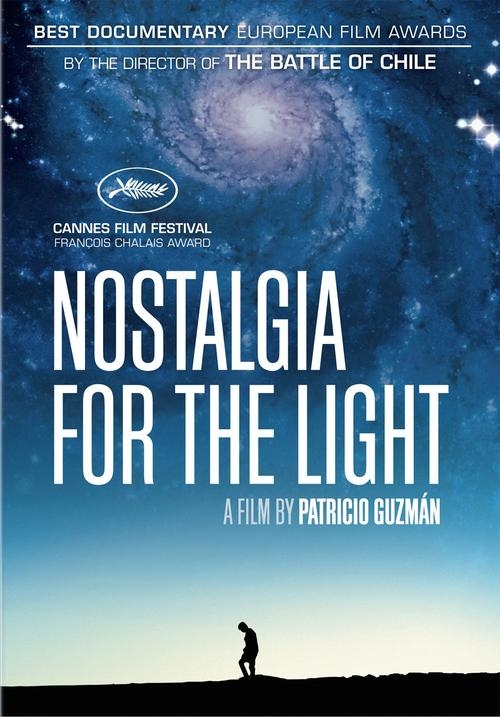 BEST DOCUMENTARY EUROPEAN FILM AWARDS
BY THE DIRECTOR OF THE BATTLE OF CHILE
CANNES FILM FESTIVAL
FRANÇOIS CHALAIS AWARD
NOSTALGIA
FOR THE LIGHT
A FILM BY PATRICIO GUZMÁN